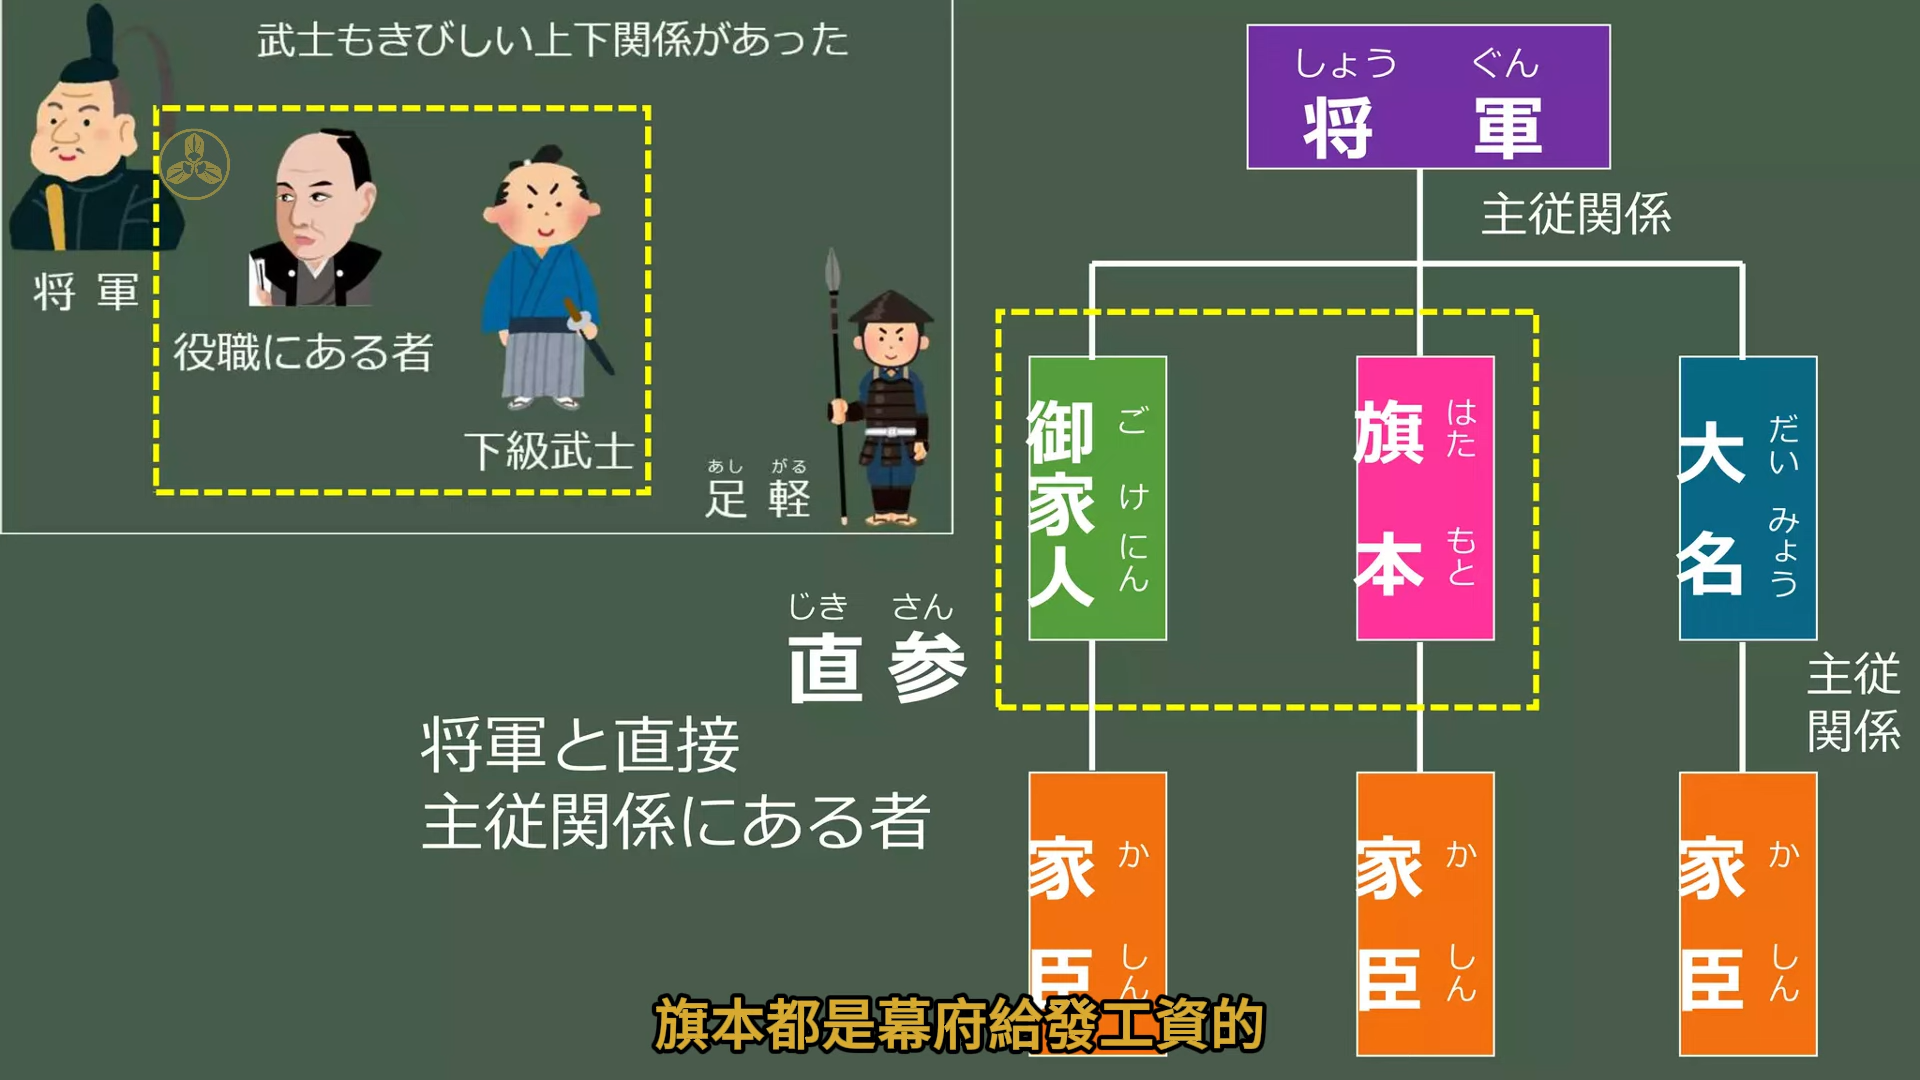 武士もきびしい上下関係があった
将軍
役職にある者
下級武士
あし がる
足軽
しょう ぐん
将軍
主従関係
御家人
ごけにん
旗本
はたもと
大名
だいみょう
じき さん
直参
将軍と直接
主従関係にある者
主従
関係
家臣
かしん
家臣
かしん
家臣
かしん
旗本都是幕府給發工資的